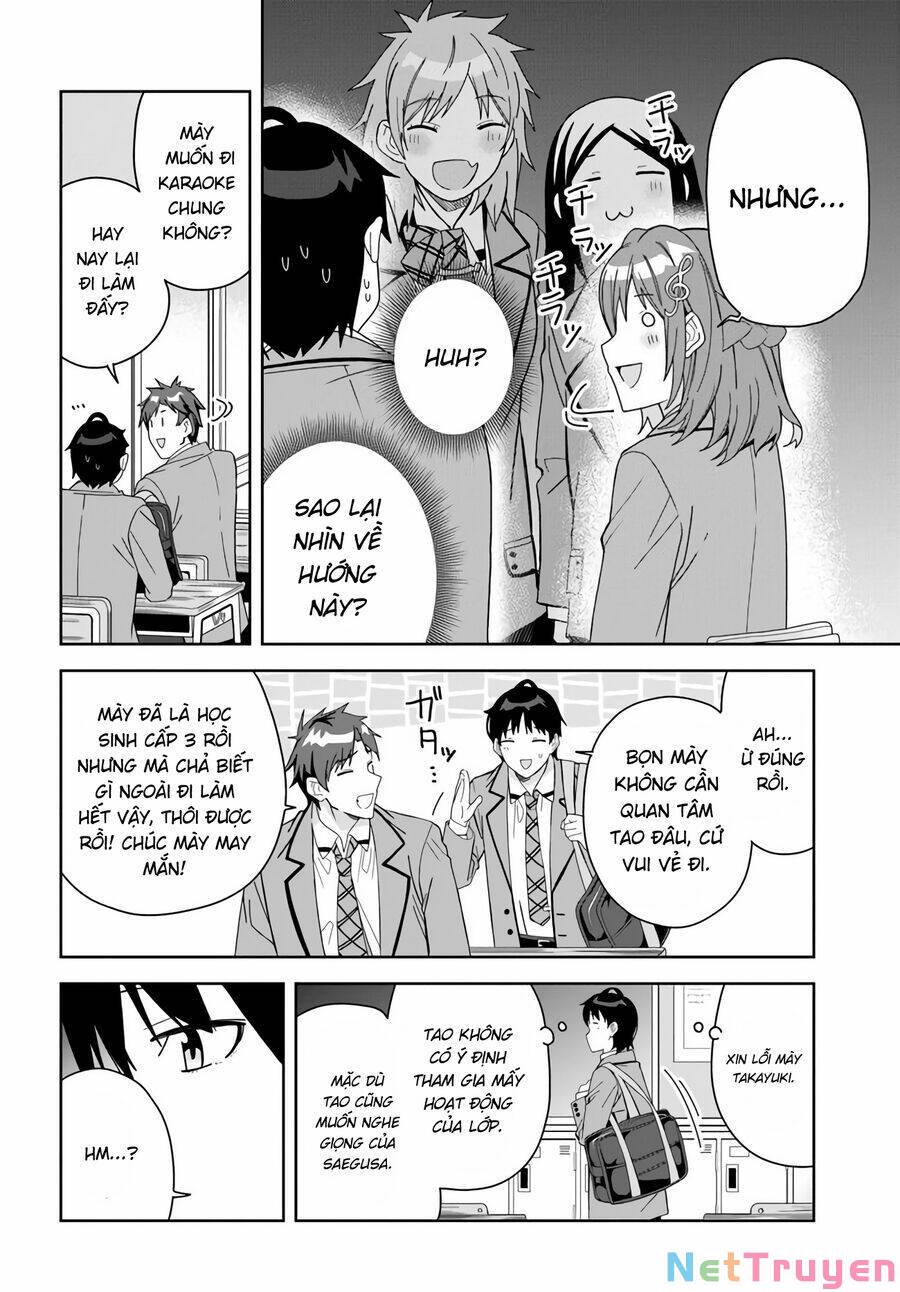 NHƯNG...
チラッ
チラッ
チラッ
HUH?
SAO LẠI
NHÌN VỀ
HƯỚNG
NÀY?
MÀY
MUỐN ĐI
KARAOKE
CHUNG
KHÔNG?
HAY
NAY LẠI
ĐI LÀM
ĐẤY?
...
AH...
Ừ ĐÚNG
RỒI.
BỌN MÀY
KHÔNG CẦN
QUAN TÂM
TAO ĐÂU, CỨ
VUI VẺ ĐI.
ガタッ
MÀY ĐÃ LÀ HỌC
SINH CẤP 3 RỒI
NHƯNG MÀ CHẢ BIẾT
GÌ NGOÀI ĐI LÀM
HẾT VẬY, THÔI ĐƯỢC
RỒI! CHÚC MÀY MAY
MẮN!
XIN LỖI MÀY
TAKAYUKI.
TAO KHÔNG
CÓ Ý ĐỊNH
THAM GIA MẤY
HOẠT ĐỘNG
CỦA LỚP.
MẶC DÙ
TAO CŨNG
MUỐN NGHE
GIỌNG CỦA
SAEGUSA.
HM...?
NetTruyen